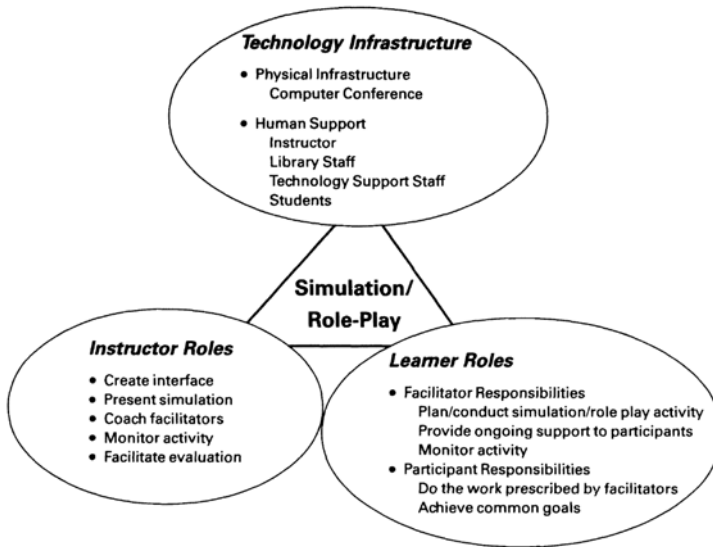 Technology Infrastructure
• Physical Infrastructure
Computer Conference
• Human Support
Instructor
Library Staff
Technology Support Staff
Students
Simulation/
Role-Play
Instructor Roles
• Create interface
• Present simulation
• Coach facilitators
• Monitor activity
• Facilitate evaluation
Learner Roles
• Facilitator Responsibilities
Plan/conduct simulation/role play activity
Provide ongoing support to participants
Monitor activity
• Participant Responsibilities
Do the work prescribed by facilitators
Achieve common goals